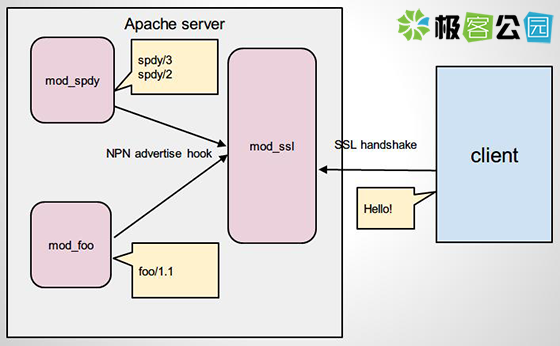 Apache server
极客公园
mod_spdy
spdy/3
spdy/2
mod_ssl
NPN advertise hook
SSL handshake
client
Hello!
mod_foo
foo/1.1